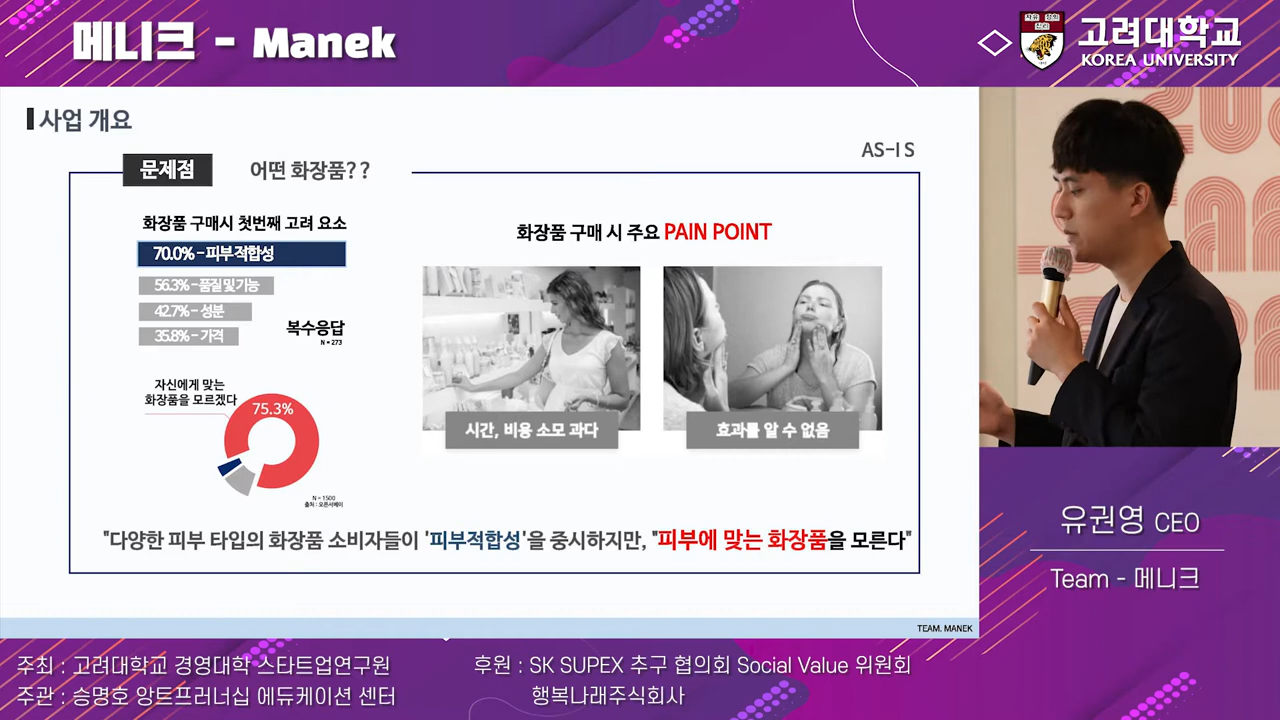 메니크 - Manek
고려대학교
KOREA UNIVERSITY
사업 개요
AS-IS
문제점
어떤 화장품??
화장품 구매시 첫번째 고려 요소
70.0% - 피부 적합성
56.3% - 품질 및 기능
42.7% - 성분
35.8% - 가격
복수응답
N = 273
자신에게 맞는
화장품을 모르겠다
75.3%
N = 1500
출처 : 오픈서베이
화장품 구매 시 주요 PAIN POINT
시간, 비용 소모 과다
효과를 알 수 없음
"다양한 피부 타입의 화장품 소비자들이 '피부적합성'을 중시하지만, "피부에 맞는 화장품을 모른다"
TEAM. MANEK
유권영 CEO
Team - 메니크
주최 : 고려대학교 경영대학 스타트업연구원
주관 : 승명호 앙트프러너십 에듀케이션 센터
후원 : SK SUPEX 추구 협의회 Social Value 위원회
행복나래주식회사